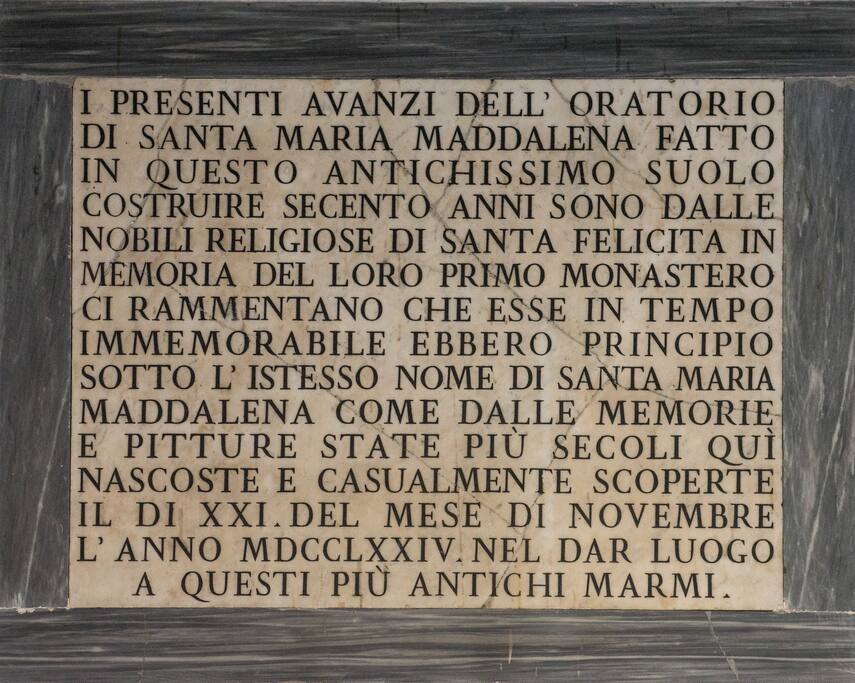 I PRESENTI AVANZI DELL' ORATORIO
DI SANTA MARIA MADDALENA FATTO
IN QUESTO ANTICHISSIMO SUOLO
COSTRUIRE SECENTO ANNI SONO DALLE
NOBILI RELIGIOSE DI SANTA FELICITA IN
MEMORIA DEL LORO PRIMO MONASTERO
CI RAMMENTANO CHE ESSE IN TEMPO
IMMEMORABILE EBBERO PRINCIPIO
SOTTO L' ISTESSO NOME DI SANTA MARIA
MADDALENA COME DALLE MEMORIE
E PITTURE STATE PIÙ SECOLI QUÌ
NASCOSTE E CASUALMENTE SCOPERTE
IL DI XXI. DEL MESE DI NOVEMBRE
L' ANNO MDCCLXXIV. NEL DAR LUOGO
A QUESTI PIÙ ANTICHI MARMI.